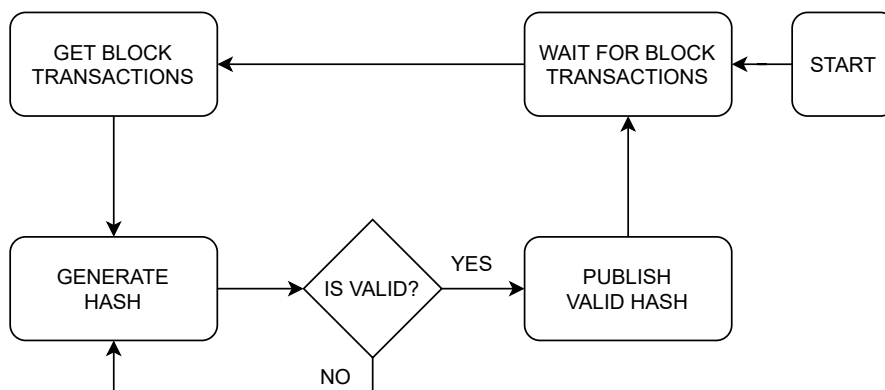 GET BLOCK
TRANSACTIONS
WAIT FOR BLOCK
TRANSACTIONS
START
GENERATE
HASH
IS VALID?
YES
PUBLISH
VALID HASH
NO